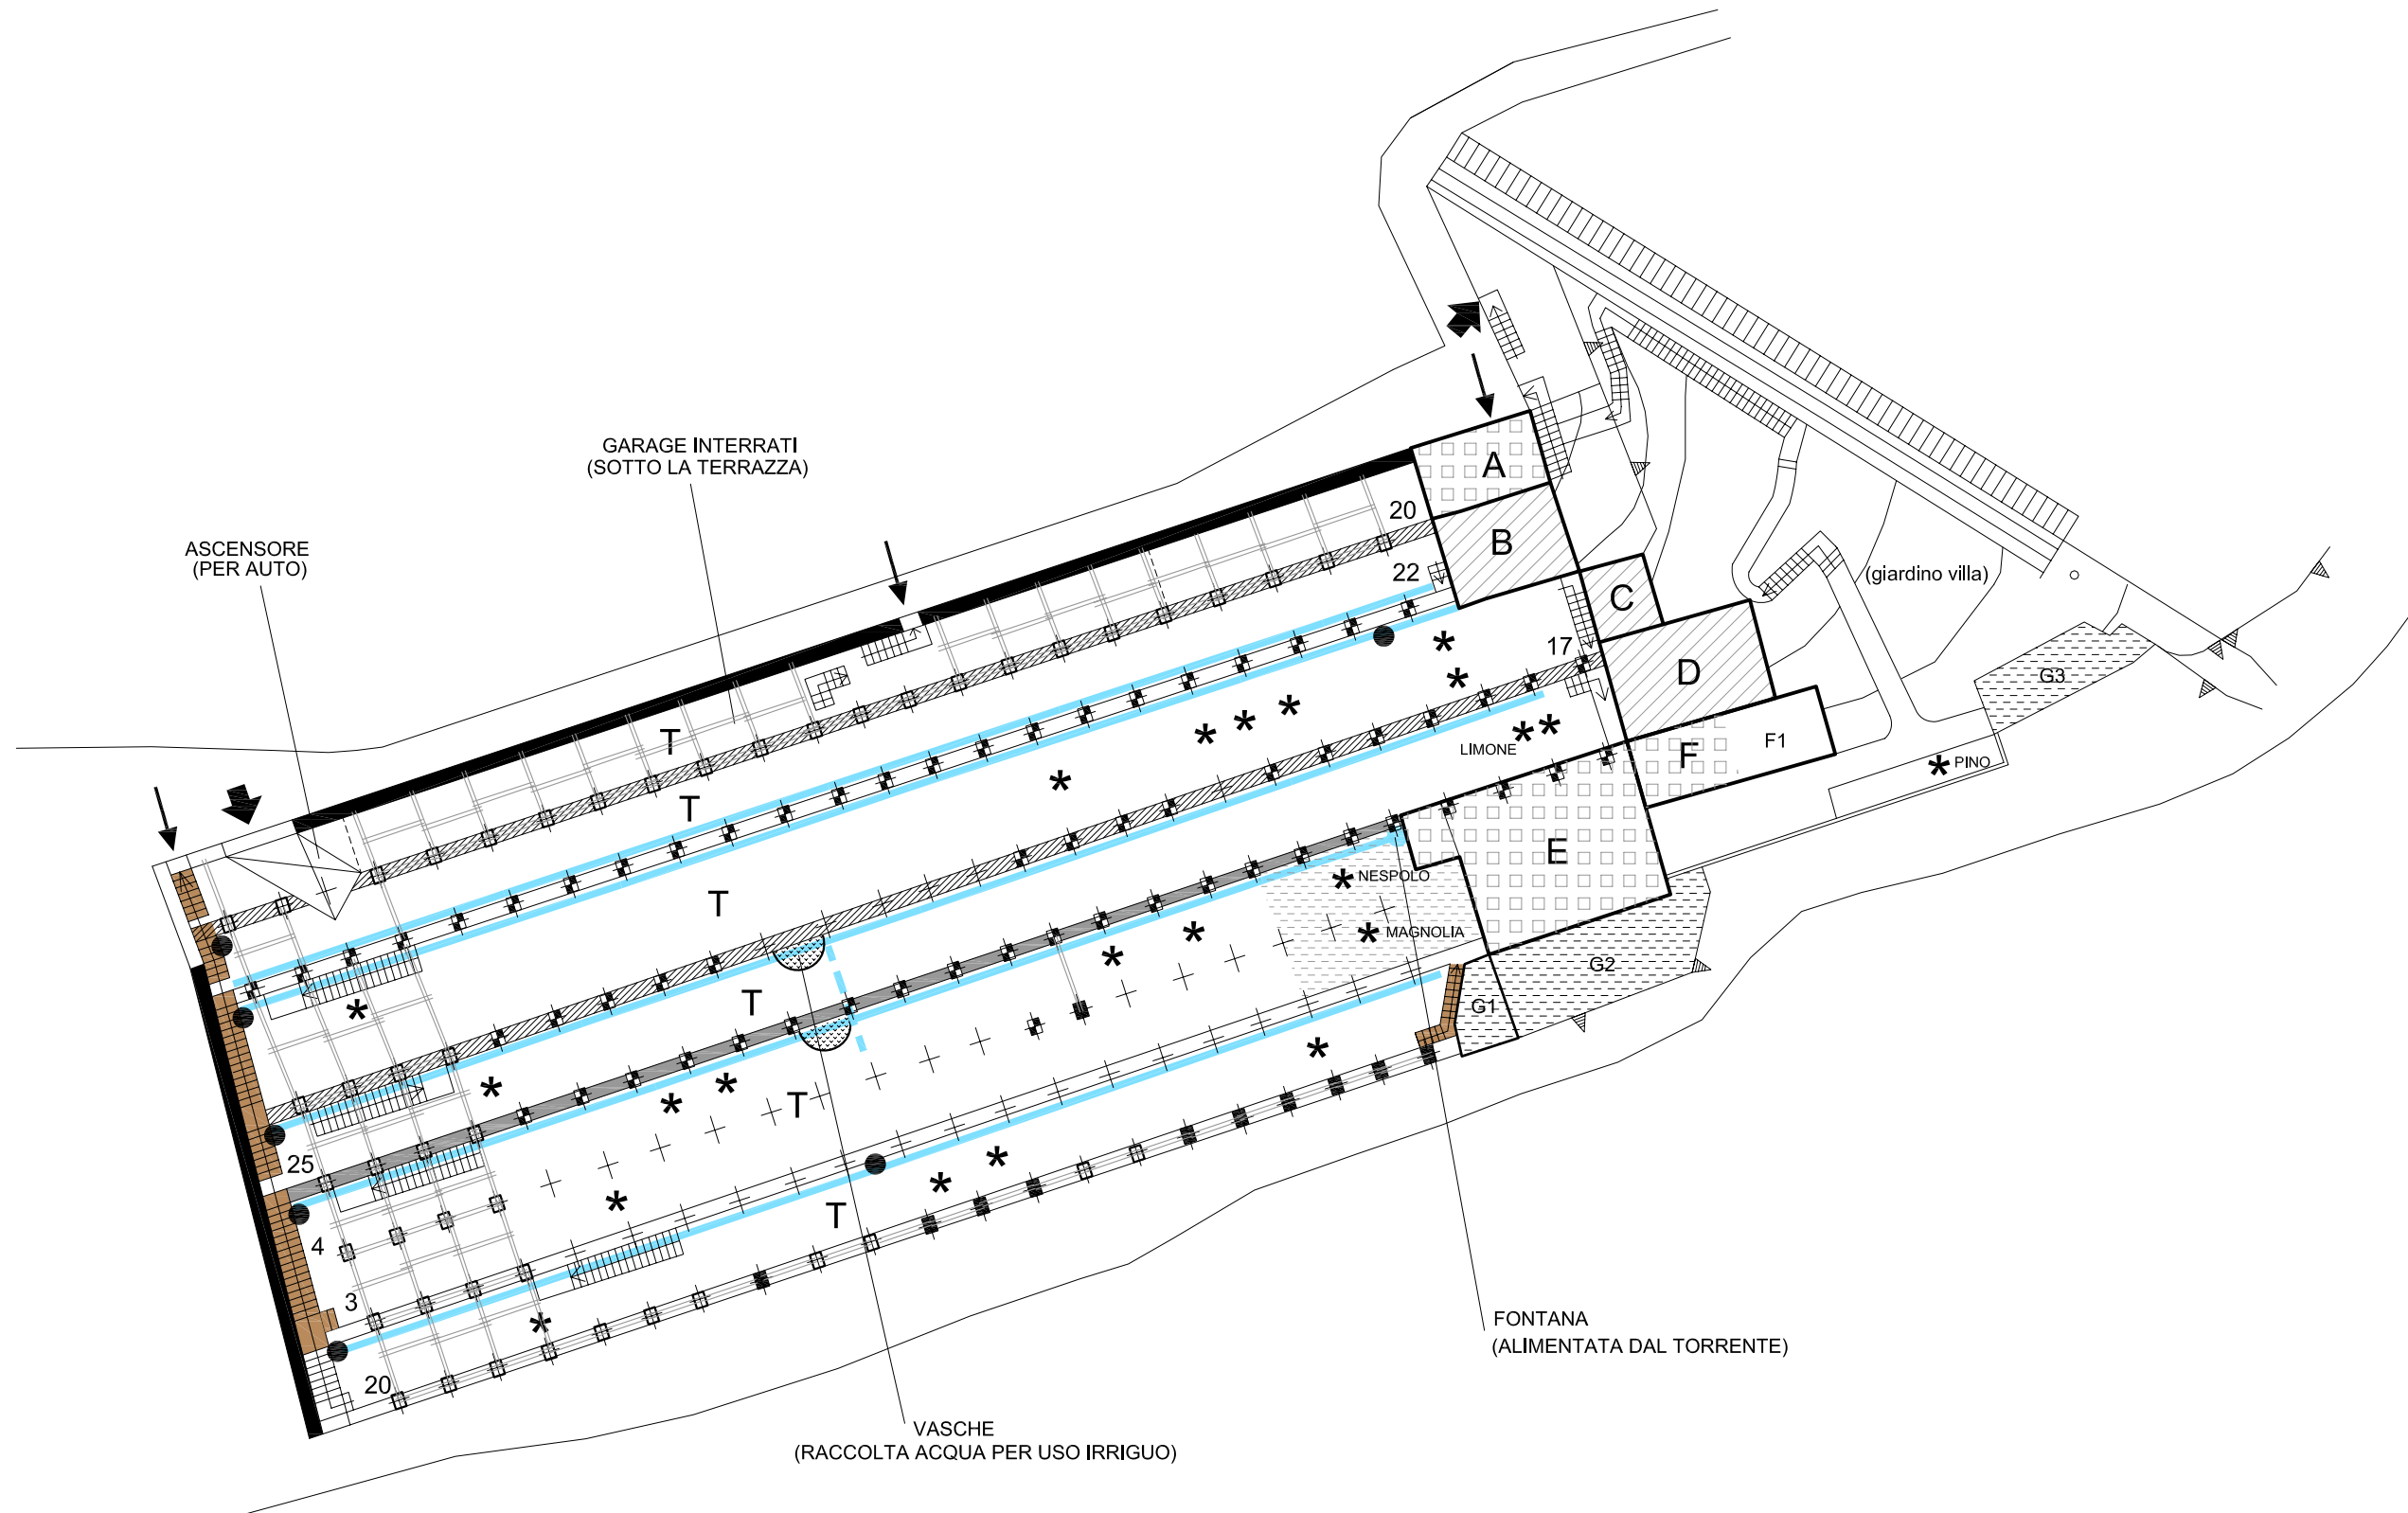 GARAGE INTERRATI
(SOTTO LA TERRAZZA)
A
20
ASCENSORE
(PER AUTO)
B
22
(giardino villa)
C
17
D
G3
T
LIMONE
F
F1
* PINO
T
E
NESPOLO
T
MAGNOLIA
G2
T
G1
T
25
4
T
3
20
FONTANA
(ALIMENTATA DAL TORRENTE)
VASCHE
(RACCOLTA ACQUA PER USO IRRIGUO)